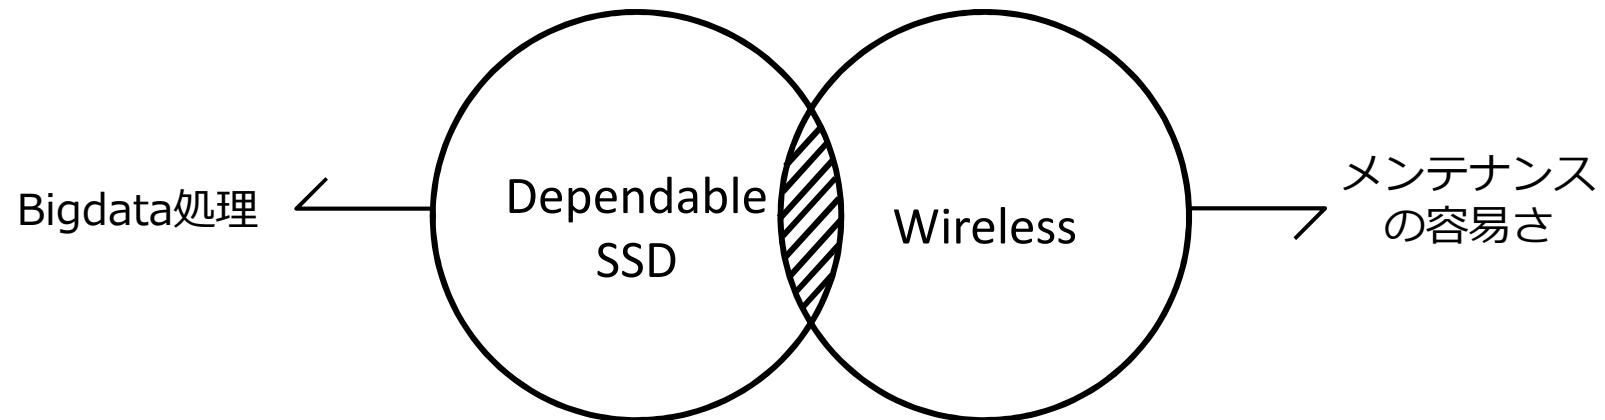 Bigdata処理
Dependable
SSD
Wireless
メンテナンス
の容易さ